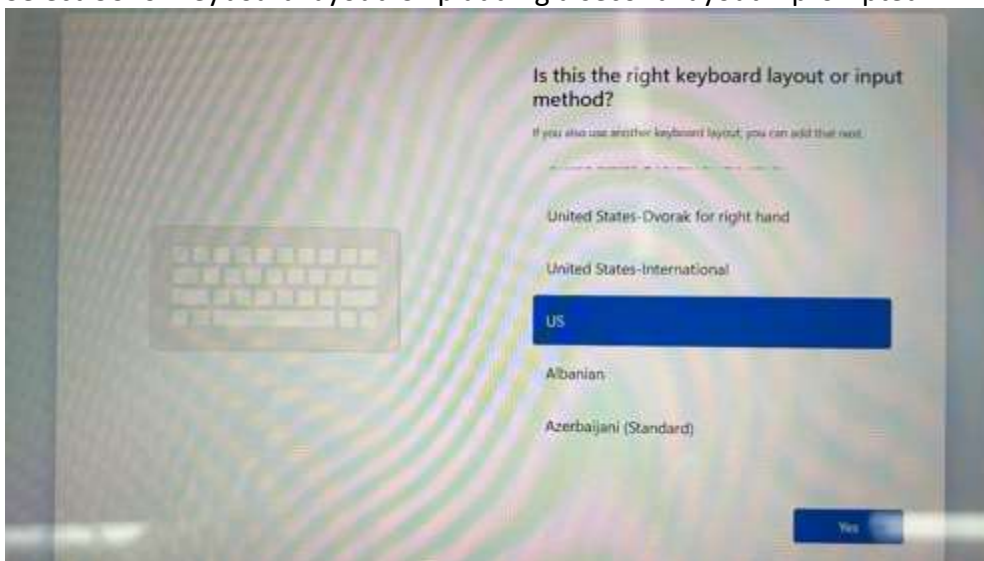 Is this the right keyboard layout or input
method?
If you also use another keyboard layout, you can add that next.
United States-Dvorak for right hand
United States-International
US
Albanian
Azerbaijani (Standard)
Yes